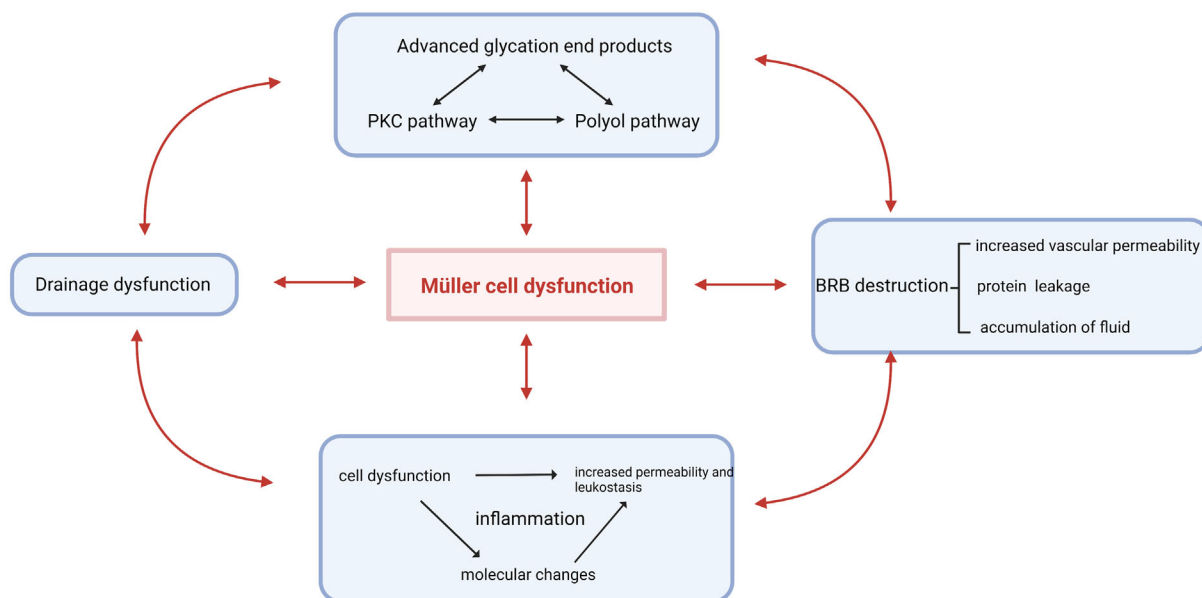 Advanced glycation end products
PKC pathway
Polyol pathway
Drainage dysfunction
Müller cell dysfunction
BRB destruction
increased vascular permeability
protein leakage
accumulation of fluid
cell dysfunction
increased permeability and
leukostasis
inflammation
molecular changes